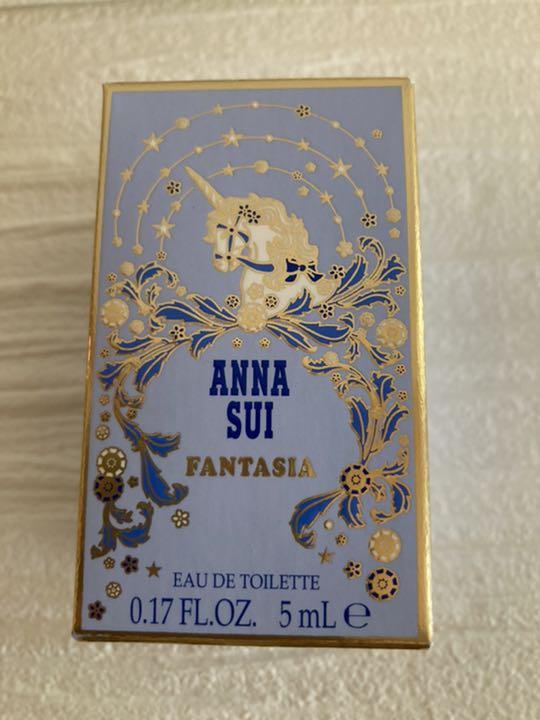 ANNA
SUI
FANTASIA
EAU DE TOILETTE
0.17 FL.OZ. 5 mL ℮